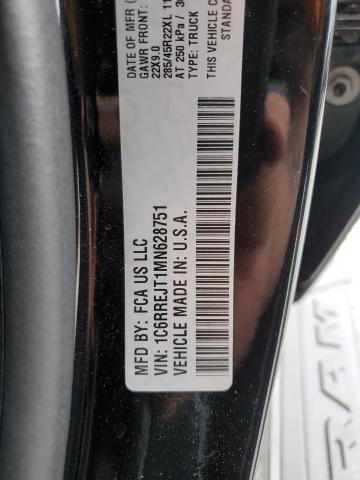 DATE OF MFR
GAWR FRONT:
22X9.0
285/45R22XL
AT 250 kPa /
TYPE: TRUCK
THIS VEHICLE
MFD BY: FCA US LLC
VIN: 1C6RREJT1MN628751
VEHICLE MADE IN: U.S.A.
RAM